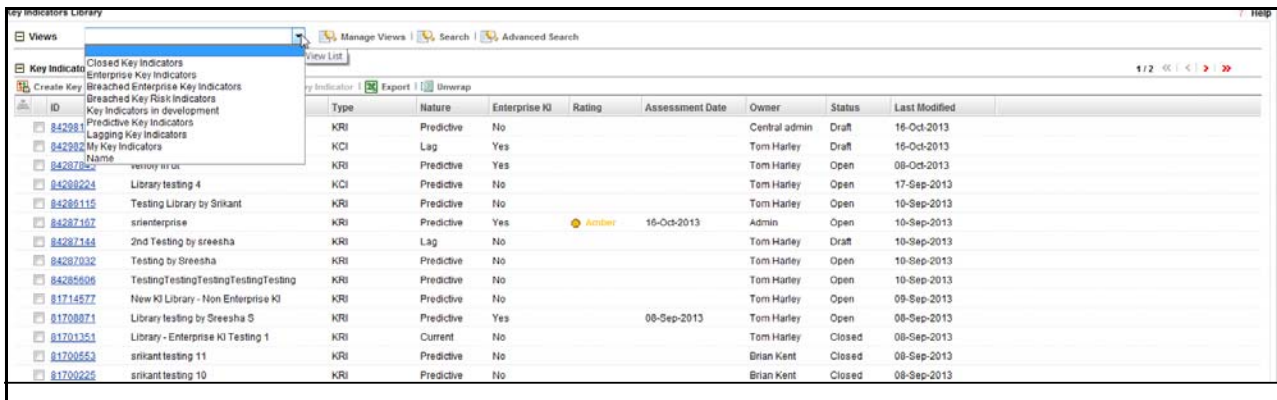 Key Indicators Library
? Help
Views
Manage Views | Search | Advanced Search
View List
Closed Key Indicators
Enterprise Key Indicators
Breached Enterprise Key Indicators
Breached Key Risk Indicators
Key Indicators in development
Predictive Key Indicators
Lagging Key Indicators
My Key Indicators
Name
Key Indicato
1 / 2
Create Key
y Indicator | Export | Unwrap
ID Type Nature Enterprise KI Rating Assessment Date Owner Status Last Modified
842981 KRI Predictive No Central admin Draft 16-Oct-2013
842982 KCI Lag Yes Tom Harley Draft 16-Oct-2013
KRI Predictive Yes Tom Harley Open 08-Oct-2013
84288224 Library testing 4 KCI Predictive No Tom Harley Open 17-Sep-2013
84286115 Testing Library by Srikant KRI Predictive No Tom Harley Open 10-Sep-2013
84287167 srienterprise KRI Predictive Yes Amber 16-Oct-2013 Admin Open 10-Sep-2013
84287144 2nd Testing by sreesha KRI Lag No Tom Harley Draft 10-Sep-2013
84287032 Testing by Sreesha KRI Predictive No Tom Harley Open 10-Sep-2013
84285606 TestingTestingTestingTestingTesting KRI Predictive No Tom Harley Open 10-Sep-2013
81714577 New KI Library - Non Enterprise KI KRI Predictive No Tom Harley Open 09-Sep-2013
81708871 Library testing by Sreesha S KRI Predictive Yes 08-Sep-2013 Tom Harley Open 08-Sep-2013
81701351 Library - Enterprise KI Testing 1 KRI Current No Tom Harley Closed 08-Sep-2013
81700553 srikant testing 11 KRI Predictive No Brian Kent Closed 08-Sep-2013
81700225 srikant testing 10 KRI Predictive No Brian Kent Closed 08-Sep-2013